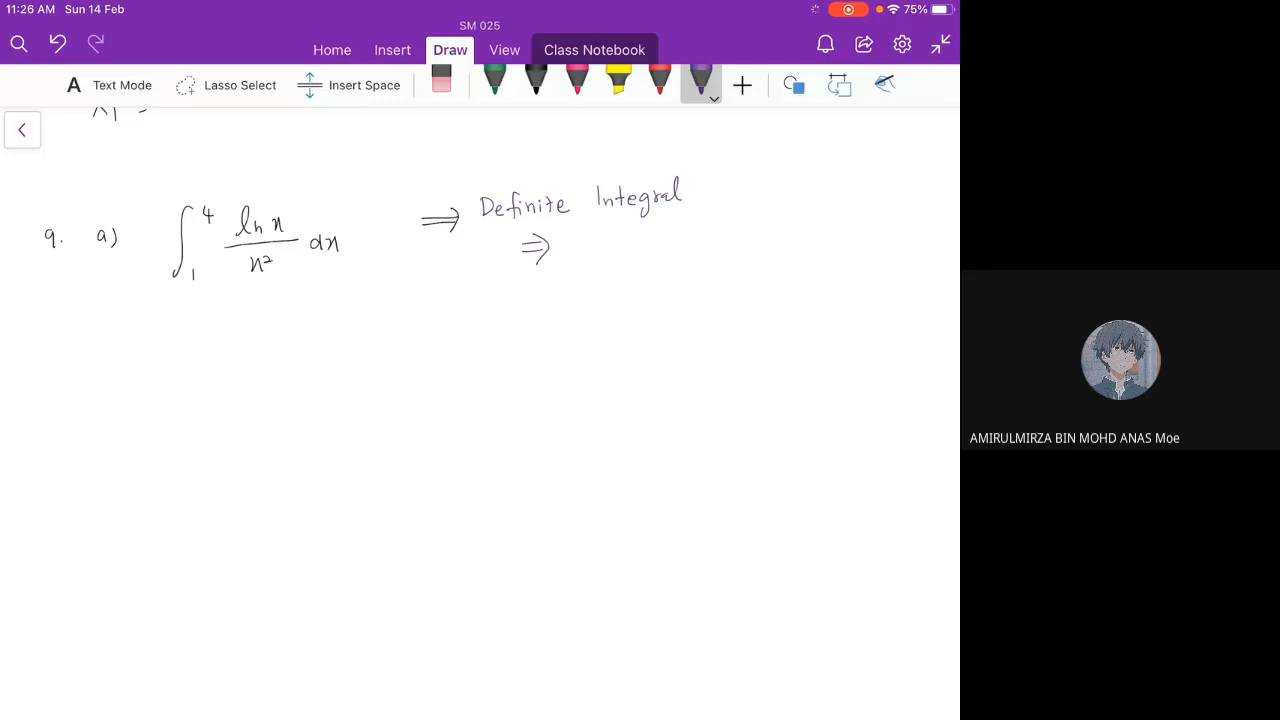 11:26 AM Sun 14 Feb
75%
SM 025
Home Insert Draw View Class Notebook
A Text Mode Lasso Select Insert Space
9. a) ∫₁⁴ ln x / x² dx ⇒ Definite Integral
⇒
AMIRULMIRZA BIN MOHD ANAS Moe